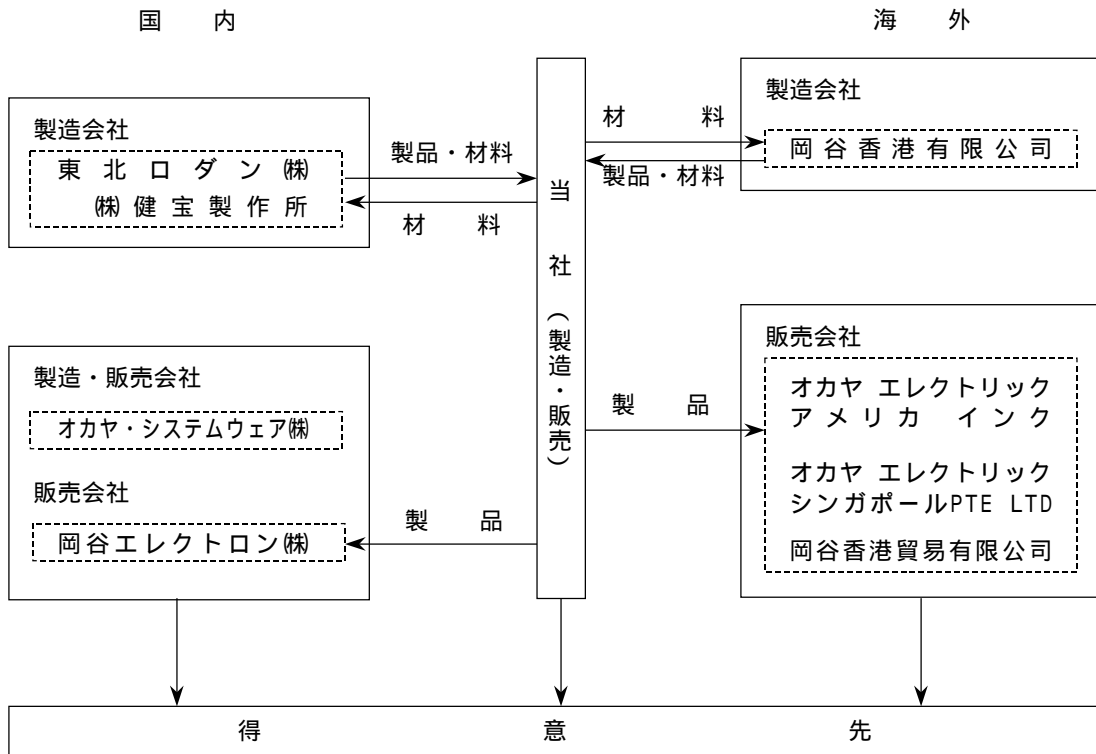 国 内
海 外
製造会社
東 北 ロ ダ ン ㈱
㈱ 健 宝 製 作 所
製品・材料
材 料
当 社 (製造・販売)
材 料
製品・材料
製造会社
岡 谷 香 港 有 限 公 司
製造・販売会社
オカヤ・システムウェア㈱
販売会社
岡谷エレクトロン㈱
製 品
製 品
販売会社
オカヤ エレクトリック
ア メ リ カ イ ン ク
オカヤ エレクトリック
シンガポールPTE LTD
岡谷香港貿易有限公司
得 意 先